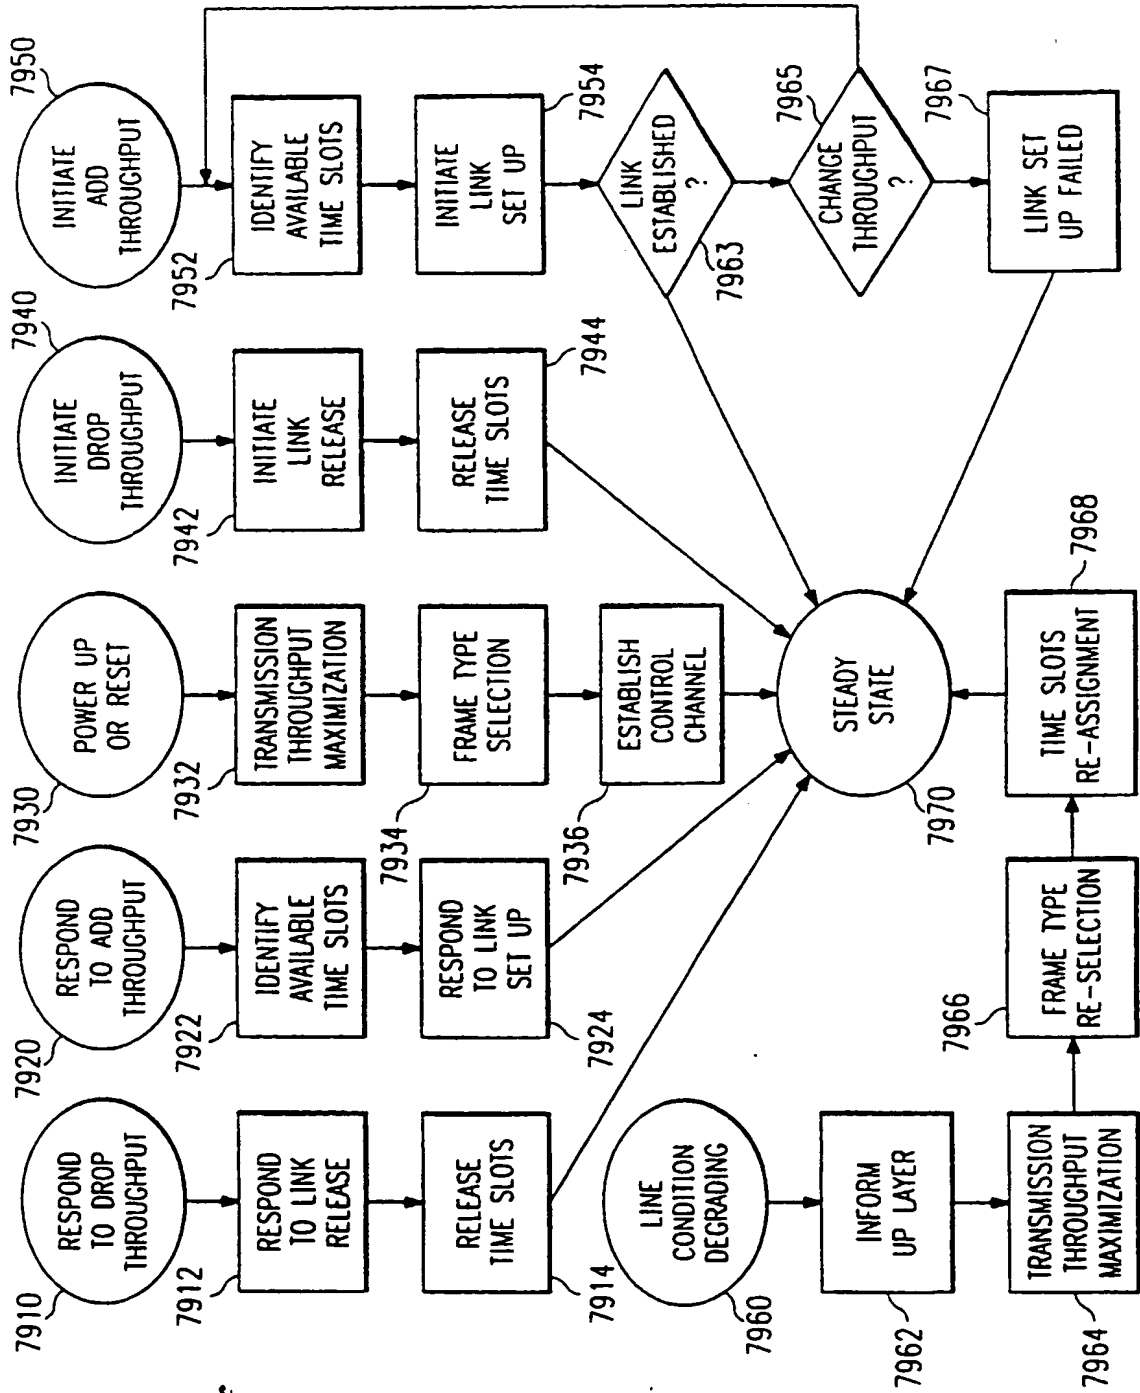 7910
RESPOND
TO DROP
THROUGHPUT
7912
RESPOND
TO LINK
RELEASE
RELEASE
TIME SLOTS
7914
7920
RESPOND
TO ADD
THROUGHPUT
7922
IDENTIFY
AVAILABLE
TIME SLOTS
RESPOND
TO LINK
SET UP
7924
7930
POWER UP
OR RESET
7932
TRANSMISSION
THROUGHPUT
MAXIMIZATION
7934
FRAME TYPE
SELECTION
7936
ESTABLISH
CONTROL
CHANNEL
7940
INITIATE
DROP
THROUGHPUT
7942
INITIATE
LINK
RELEASE
RELEASE
TIME SLOTS
7944
7950
INITIATE
ADD
THROUGHPUT
7952
IDENTIFY
AVAILABLE
TIME SLOTS
INITIATE
LINK
SET UP
7954
LINK
ESTABLISHED
?
7963
CHANGE
THROUGHPUT
?
7965
LINK SET
UP FAILED
7967
LINE
CONDITION
DEGRADING
7960
INFORM
UP LAYER
7962
TRANSMISSION
THROUGHPUT
MAXIMIZATION
7964
7966
FRAME TYPE
RE-SELECTION
TIME SLOTS
RE-ASSIGNMENT
7968
STEADY
STATE
7970